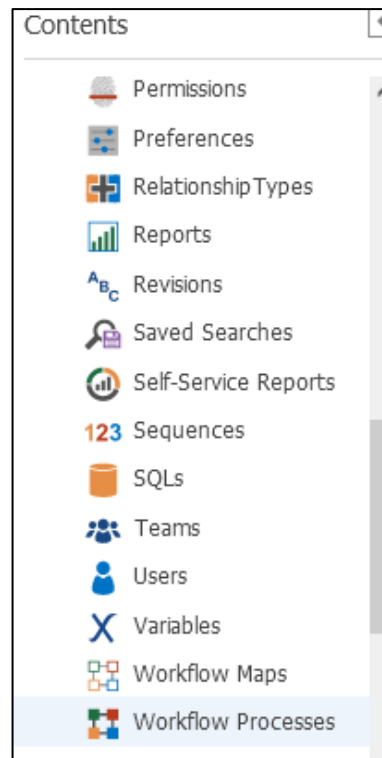 Contents
Permissions
Preferences
RelationshipTypes
Reports
ABC Revisions
Saved Searches
Self-Service Reports
123 Sequences
SQLs
Teams
Users
X Variables
Workflow Maps
Workflow Processes